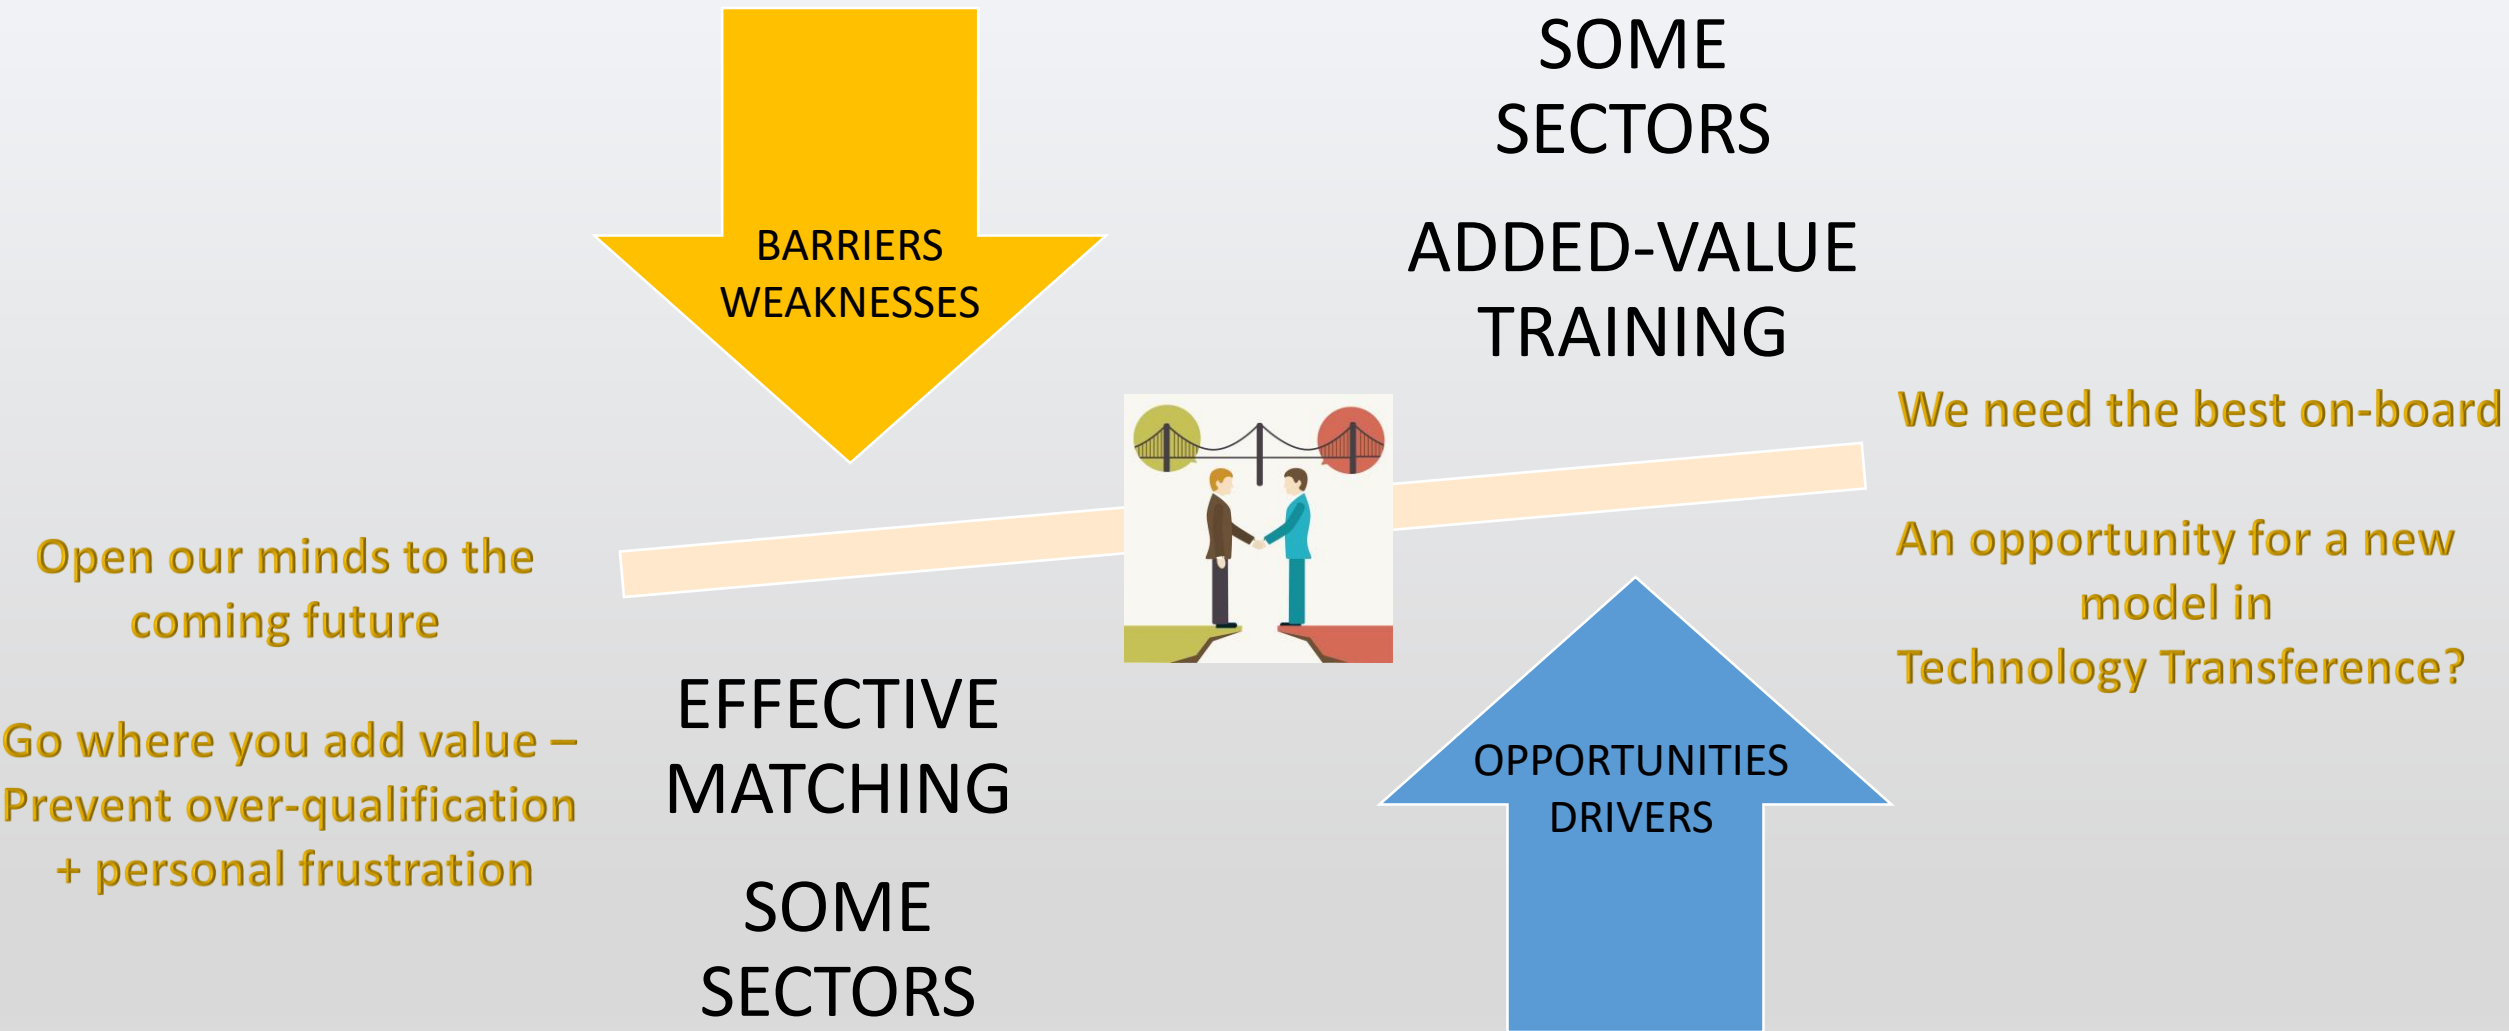 BARRIERS
WEAKNESSES
SOME
SECTORS
ADDED-VALUE
TRAINING
We need the best on-board
An opportunity for a new
model in
Technology Transference?
Open our minds to the
coming future
Go where you add value –
Prevent over-qualification
+ personal frustration
EFFECTIVE
MATCHING
SOME
SECTORS
OPPORTUNITIES
DRIVERS